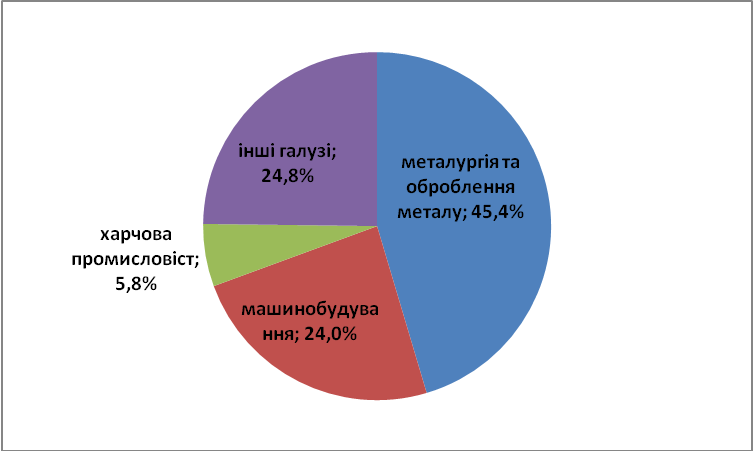 інші галузі;
24,8%
металургія та
оброблення
металу; 45,4%
харчова
промисловіст;
5,8%
машинобудува
ння; 24,0%